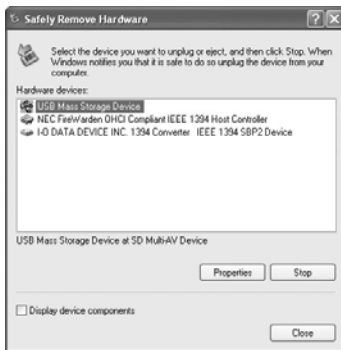 Safely Remove Hardware
Select the device you want to unplug or eject, and then click Stop. When
Windows notifies you that it is safe to do so unplug the device from your
computer.
Hardware devices:
USB Mass Storage Device
NEC FireWarden OHCI Compliant IEEE 1394 Host Controller
I-O DATA DEVICE INC. 1394 Converter IEEE 1394 SBP2 Device
USB Mass Storage Device at SD Multi-AV Device
Properties
Stop
Display device components
Close